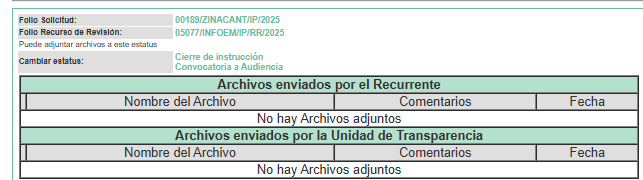 Folio Solicitud: 00189/ZINACANT/IP/2025
Folio Recurso de Revisión: 05077/INFOEM/IP/RR/2025
Puede adjuntar archivos a este estatus
Cambiar estatus: Cierre de instrucción
Convocatoria a Audiencia
Archivos enviados por el Recurrente
Nombre del Archivo Comentarios Fecha
No hay Archivos adjuntos
Archivos enviados por la Unidad de Transparencia
Nombre del Archivo Comentarios Fecha
No hay Archivos adjuntos